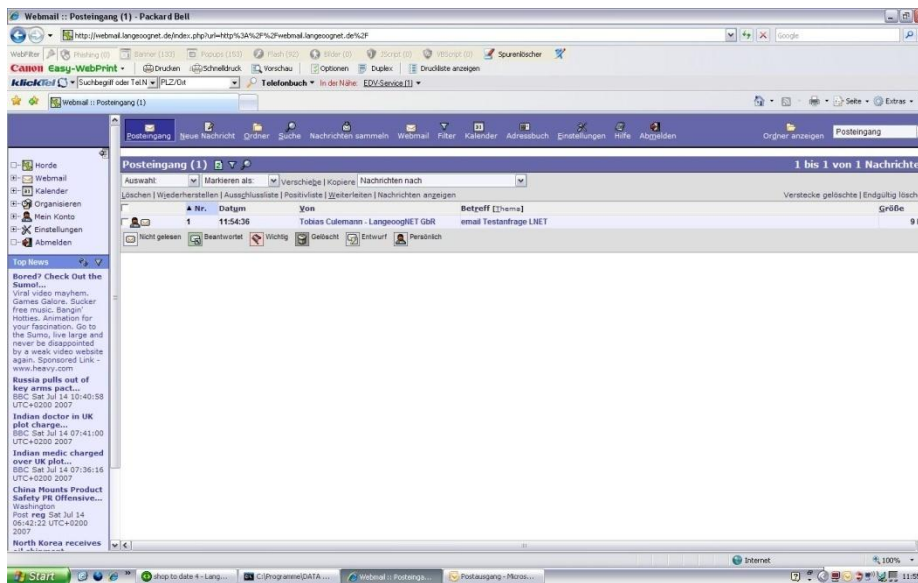 Webmail :: Posteingang (1) - Packard Bell
http://webmail.langeoognet.de/index.php?url=http%3A%2F%2Fwebmail.langeoognet.de%2F
Google
WebFilter Phishing (0) Banner (132) Popups (153) Flash (92) Bilder (0) JScript (0) VBScript (0) Spurenlöscher
Canon Easy-WebPrint Drucken Schnelldruck Vorschau Optionen Duplex Druckliste anzeigen
klickTel Suchbegriff oder Tel.N PLZ/Ort Telefonbuch In der Nähe: EDV-Service [1]
Webmail :: Posteingang (1)
Seite Extras
Posteingang Neue Nachricht Ordner Suche Nachrichten sammeln Webmail Filter Kalender Adressbuch Einstellungen Hilfe Abmelden
Ordner anzeigen Posteingang
Horde
Webmail
Kalender
Organisieren
Mein Konto
Einstellungen
Abmelden
Posteingang (1)
1 bis 1 von 1 Nachrichte
Auswahl: Markieren als: Verschiebe | Kopiere Nachrichten nach
Löschen | Wiederherstellen | Ausschlussliste | Positivliste | Weiterleiten | Nachrichten anzeigen
Verstecke gelöschte | Endgültig lösch
Nr. Datum Von Betreff [Thema] Größe
1 11:54:36 Tobias Culemann - LangeoogNET GbR email Testanfrage LNET 9
Nicht gelesen Beantwortet Wichtig Gelöscht Entwurf Persönlich
Top News
Bored? Check Out the
Sumo!...
Viral video mayhem.
Games Galore. Sucker
free music. Bangin'
Hotties. Animation for
your fascination. Go to
the Sumo, live large and
never be disappointed
by a weak video website
again. Sponsored Link -
www.heavy.com
Russia pulls out of
key arms pact...
BBC Sat Jul 14 10:40:58
UTC+0200 2007
Indian doctor in UK
plot charge...
BBC Sat Jul 14 07:41:00
UTC+0200 2007
Indian medic charged
over UK plot...
BBC Sat Jul 14 07:36:16
UTC+0200 2007
China Mounts Product
Safety PR Offensive...
Washington
Post reg Sat Jul 14
06:42:22 UTC+0200
2007
North Korea receives
Internet
100%
Start
shop to date 4 - Lang...
C:\Programme\DATA ...
Webmail :: Posteinga...
Postausgang - Micros...